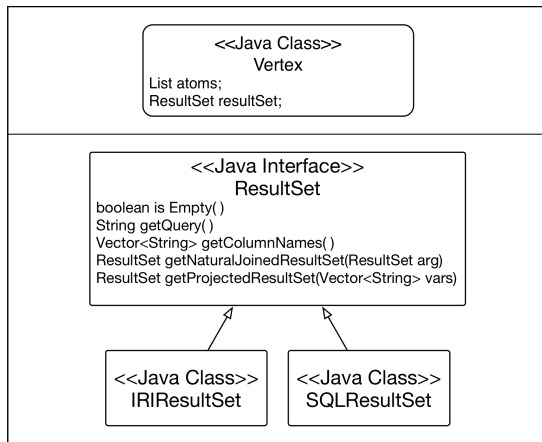 <<Java Class>>
Vertex
List atoms;
ResultSet resultSet;
<<Java Interface>>
ResultSet
boolean is Empty( )
String getQuery( )
Vector<String> getColumnNames( )
ResultSet getNaturalJoinedResultSet(ResultSet arg)
ResultSet getProjectedResultSet(Vector<String> vars)
<<Java Class>>
IRIResultSet
<<Java Class>>
SQLResultSet